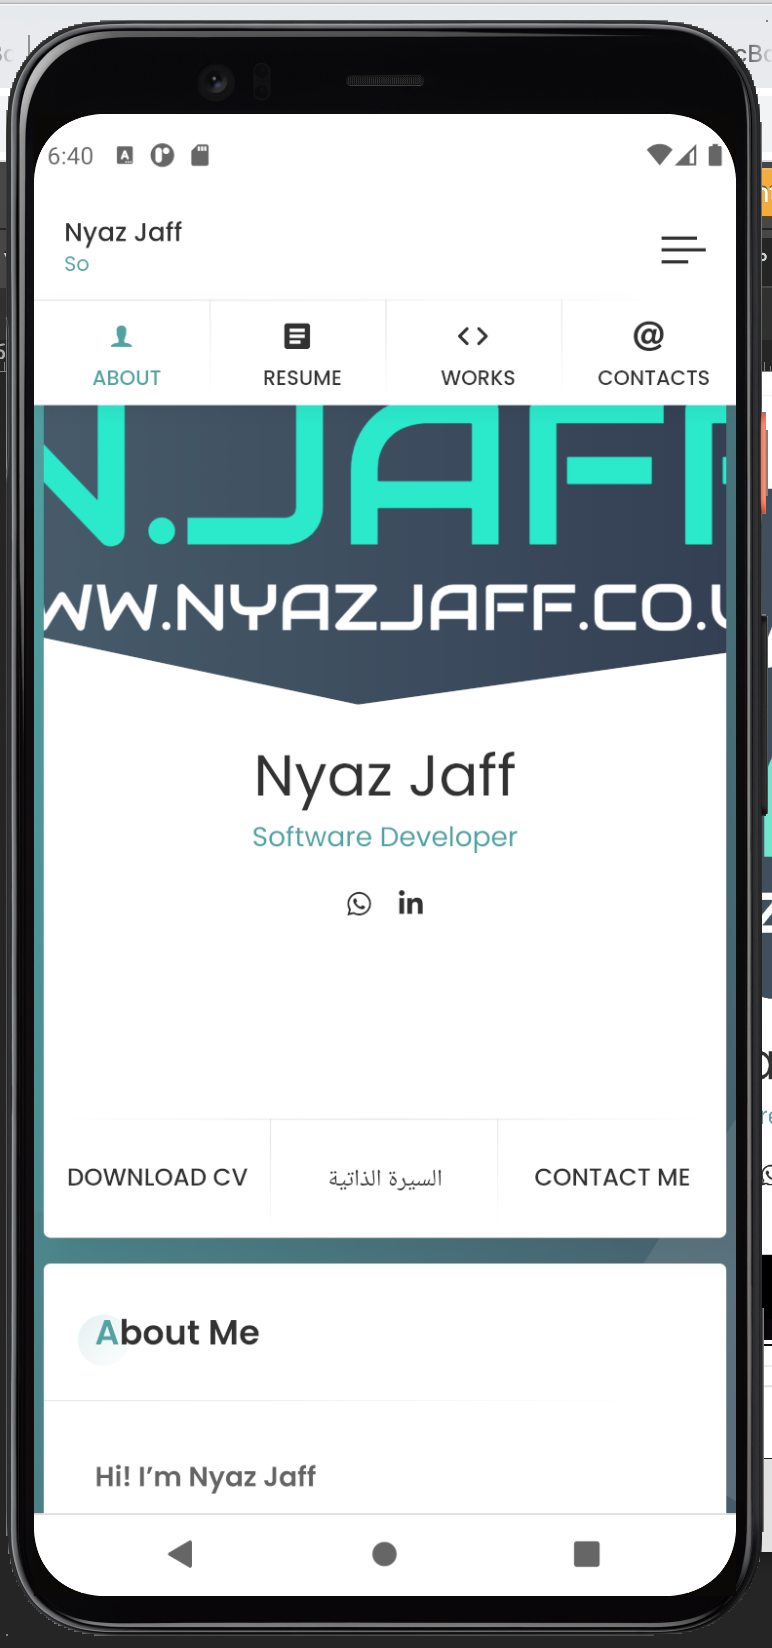 6:40
Nyaz Jaff
So
ABOUT
RESUME
WORKS
CONTACTS
N.JAFF
WW.NYAZJAFF.CO.U
Nyaz Jaff
Software Developer
in
DOWNLOAD CV
السيرة الذاتية
CONTACT ME
About Me
Hi! I’m Nyaz Jaff